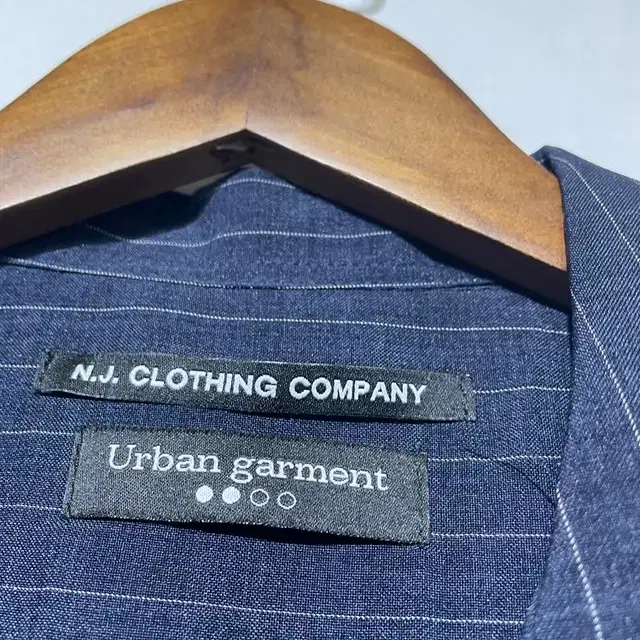 N.J. CLOTHING COMPANY
Urban garment